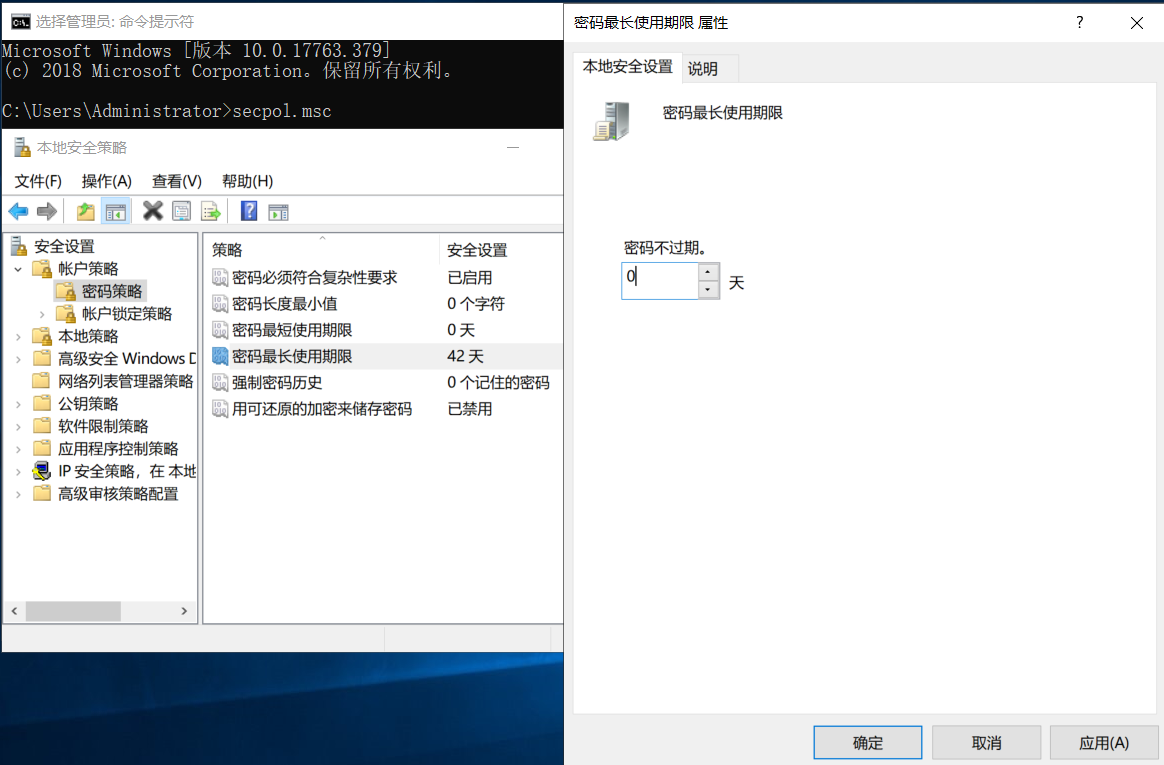 选择管理员: 命令提示符
Microsoft Windows [版本 10.0.17763.379]
(c) 2018 Microsoft Corporation。保留所有权利。
C:\Users\Administrator>secpol.msc
本地安全策略
文件(F) 操作(A) 查看(V) 帮助(H)
安全设置
帐户策略
密码策略
帐户锁定策略
本地策略
高级安全 Windows D
网络列表管理器策略
公钥策略
软件限制策略
应用程序控制策略
IP 安全策略，在 本地
高级审核策略配置
策略 安全设置
密码必须符合复杂性要求 已启用
密码长度最小值 0 个字符
密码最短使用期限 0 天
密码最长使用期限 42 天
强制密码历史 0 个记住的密码
用可还原的加密来储存密码 已禁用
密码最长使用期限 属性
本地安全设置 说明
密码最长使用期限
密码不过期。
0 天
确定 取消 应用(A)